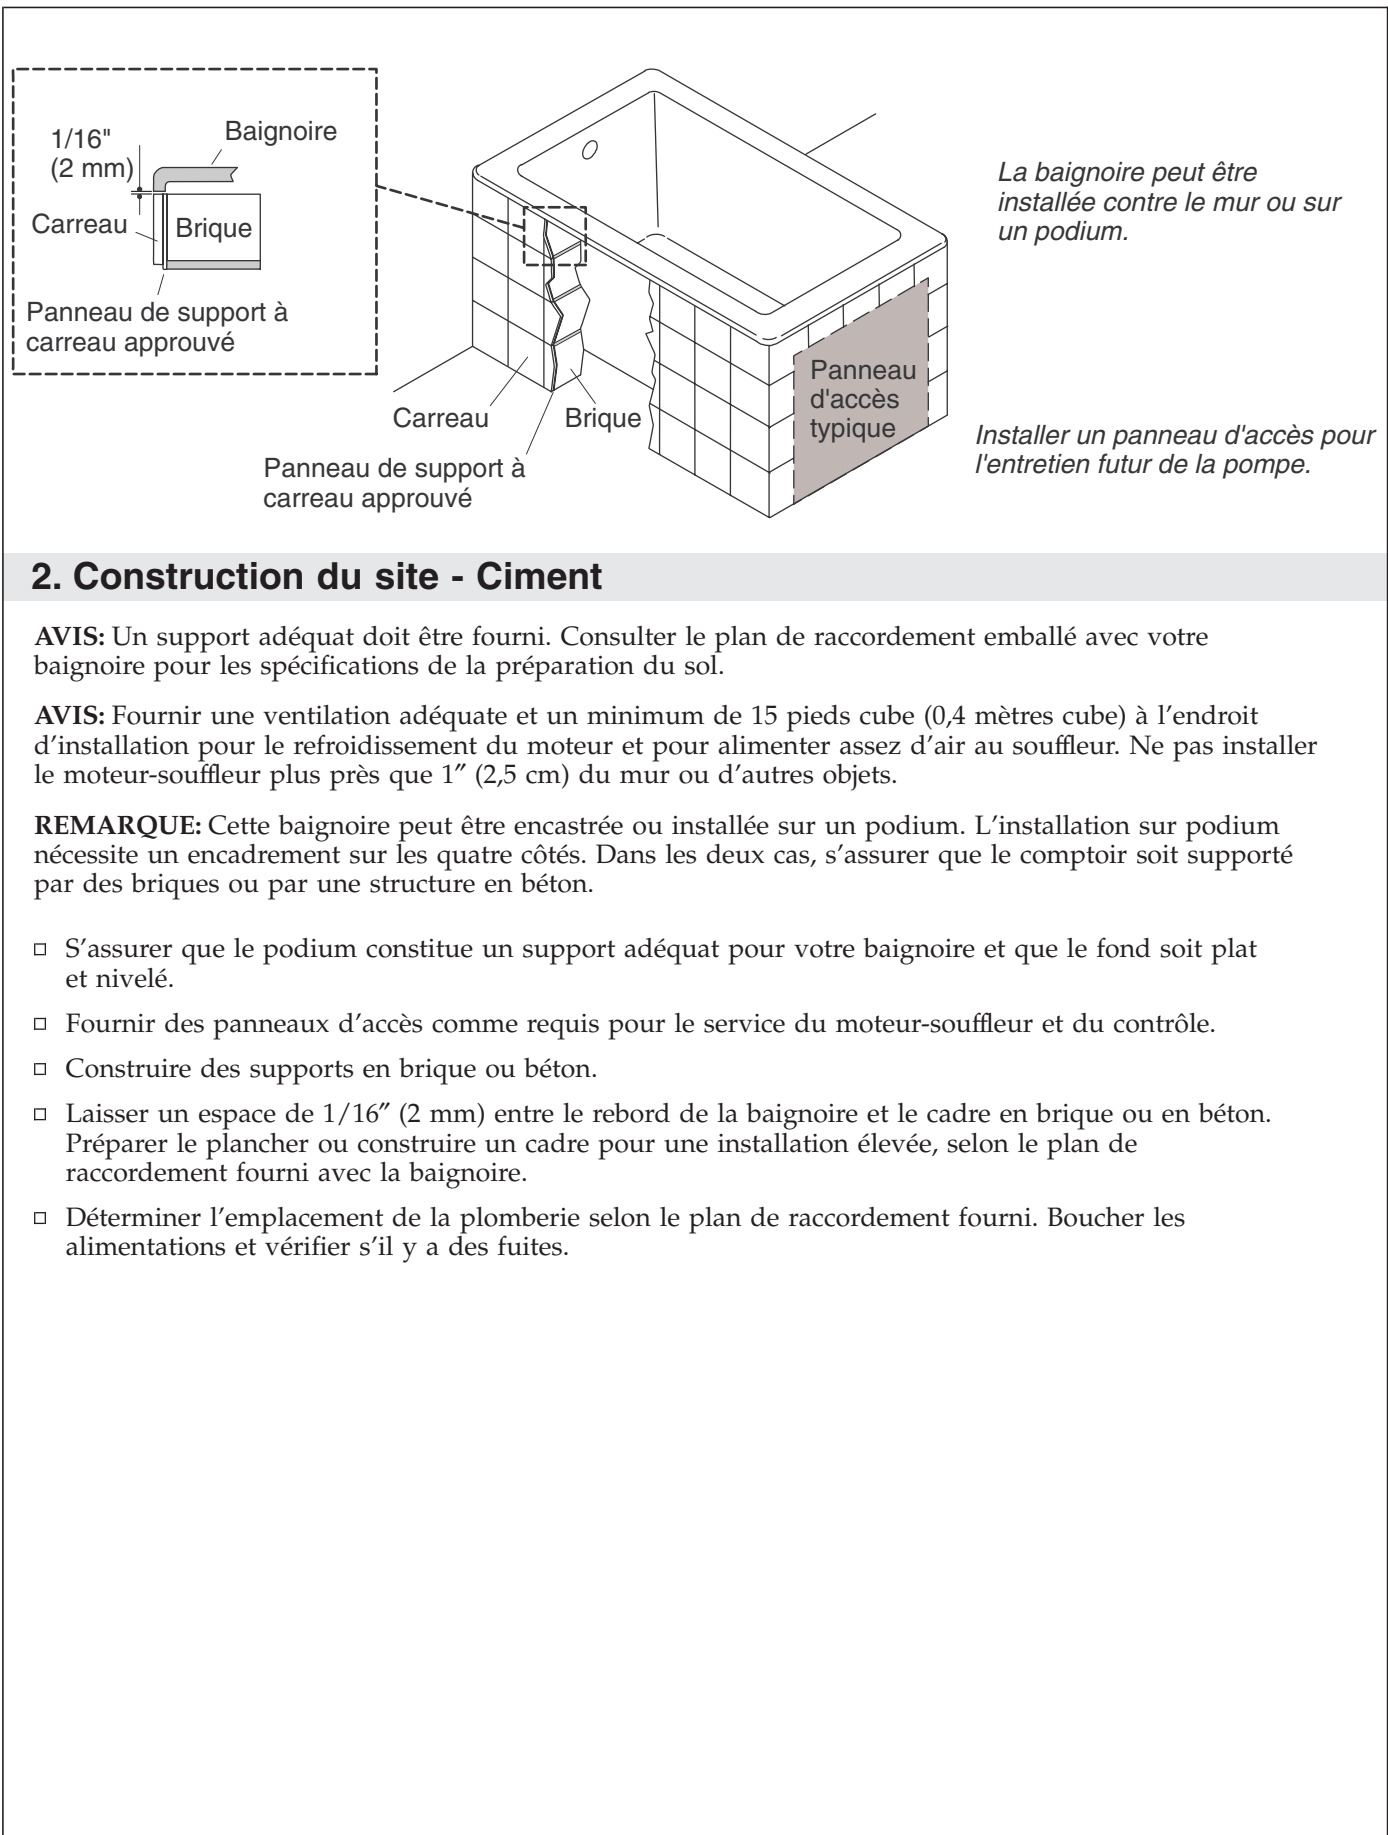 1/16"
(2 mm)
Baignoire
Carreau
Brique
Panneau de support à
carreau approuvé
La baignoire peut être
installée contre le mur ou sur
un podium.
Panneau
d'accès
typique
Carreau
Brique
Panneau de support à
carreau approuvé
Installer un panneau d'accès pour
l'entretien futur de la pompe.
2. Construction du site - Ciment
AVIS: Un support adéquat doit être fourni. Consulter le plan de raccordement emballé avec votre
baignoire pour les spécifications de la préparation du sol.
AVIS: Fournir une ventilation adéquate et un minimum de 15 pieds cube (0,4 mètres cube) à l’endroit
d’installation pour le refroidissement du moteur et pour alimenter assez d’air au souffleur. Ne pas installer
le moteur-souffleur plus près que 1″ (2,5 cm) du mur ou d’autres objets.
REMARQUE: Cette baignoire peut être encastrée ou installée sur un podium. L’installation sur podium
nécessite un encadrement sur les quatre côtés. Dans les deux cas, s’assurer que le comptoir soit supporté
par des briques ou par une structure en béton.
□ S’assurer que le podium constitue un support adéquat pour votre baignoire et que le fond soit plat
et nivelé.
□ Fournir des panneaux d’accès comme requis pour le service du moteur-souffleur et du contrôle.
□ Construire des supports en brique ou béton.
□ Laisser un espace de 1/16″ (2 mm) entre le rebord de la baignoire et le cadre en brique ou en béton.
Préparer le plancher ou construire un cadre pour une installation élevée, selon le plan de
raccordement fourni avec la baignoire.
□ Déterminer l’emplacement de la plomberie selon le plan de raccordement fourni. Boucher les
alimentations et vérifier s’il y a des fuites.